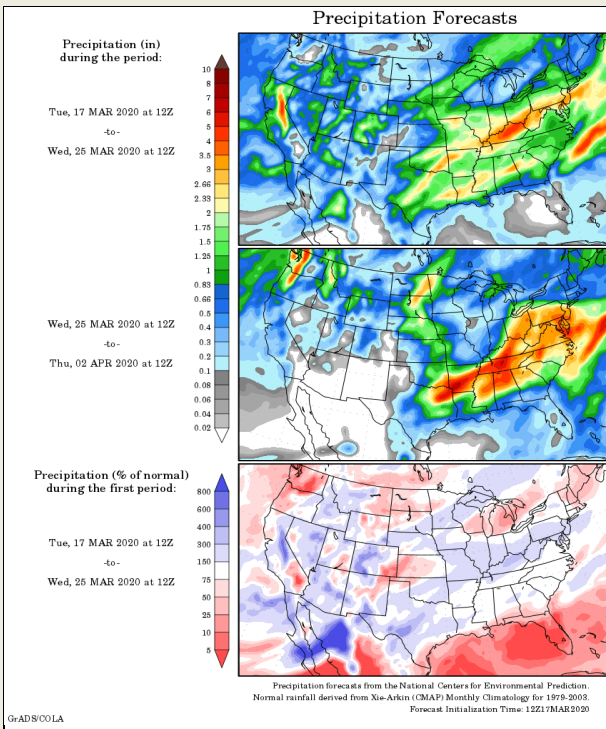 Precipitation Forecasts
Precipitation (in)
during the period:
Tue, 17 MAR 2020 at 12Z
-to-
Wed, 25 MAR 2020 at 12Z
10
8
7
6
5
4
3.5
3
2.66
2.33
2
1.75
1.5
1.25
1
0.83
0.66
0.5
0.4
0.3
0.2
0.1
0.08
0.06
0.04
0.02
Wed, 25 MAR 2020 at 12Z
-to-
Thu, 02 APR 2020 at 12Z
Precipitation (% of normal)
during the first period:
Tue, 17 MAR 2020 at 12Z
-to-
Wed, 25 MAR 2020 at 12Z
800
600
400
300
150
75
50
25
10
5
Precipitation forecasts from the National Centers for Environmental Prediction.
Normal rainfall derived from Xie-Arkin (CMAP) Monthly Climatology for 1979-2003.
Forecast Initialization Time: 12Z17MAR2020
GrADS/COLA